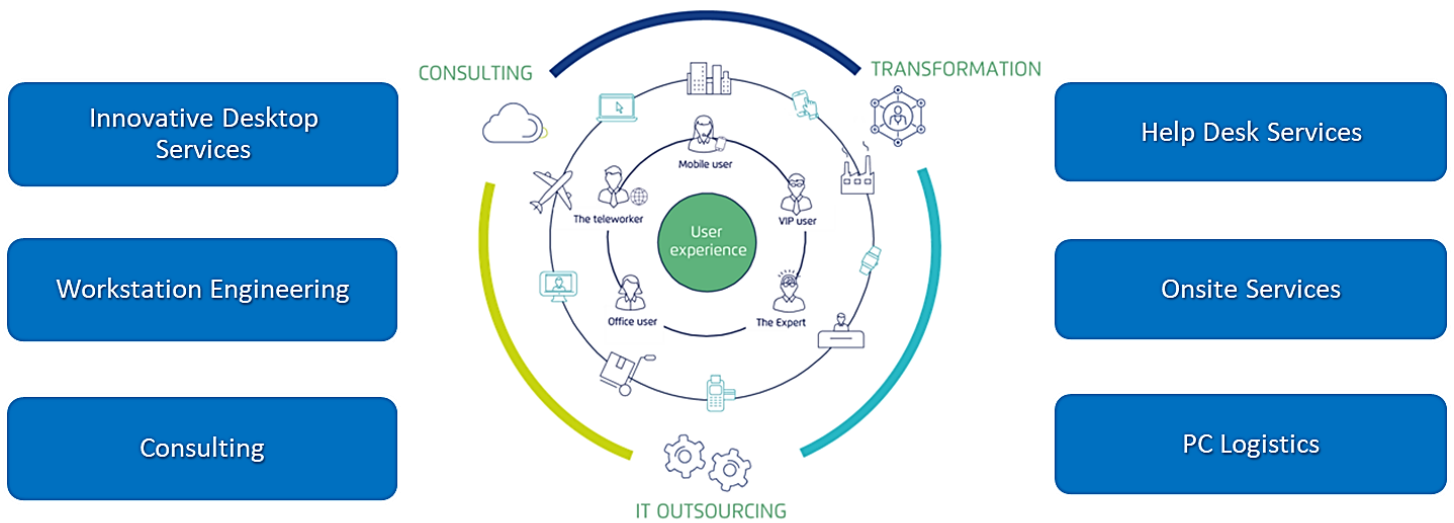 Innovative Desktop
Services
Workstation Engineering
Consulting
CONSULTING
TRANSFORMATION
Mobile user
The teleworker
VIP user
User
experience
Office user
The Expert
IT OUTSOURCING
Help Desk Services
Onsite Services
PC Logistics